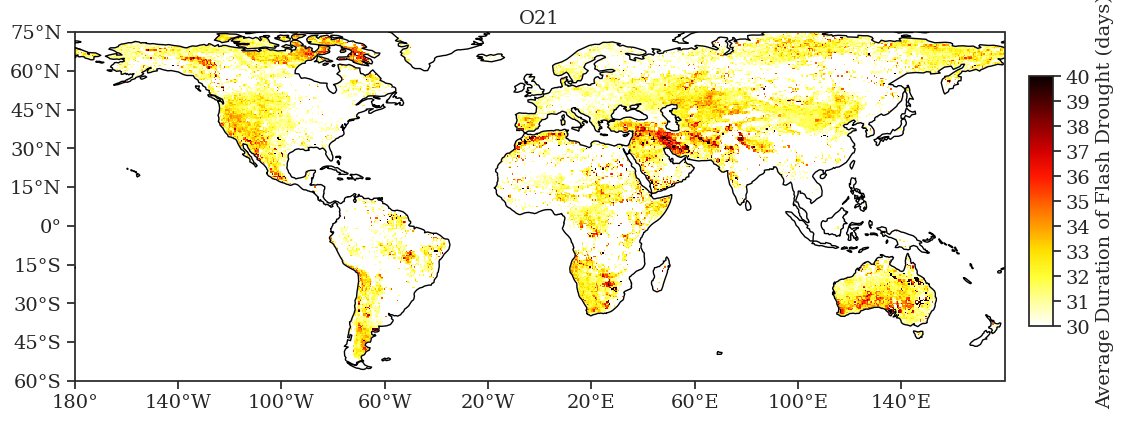 O21
75°N
60°N
45°N
30°N
15°N
0°
15°S
30°S
45°S
60°S
180°
140°W
100°W
60°W
20°W
20°E
60°E
100°E
140°E
40
39
38
37
36
35
34
33
32
31
30
Average Duration of Flash Drought (days)